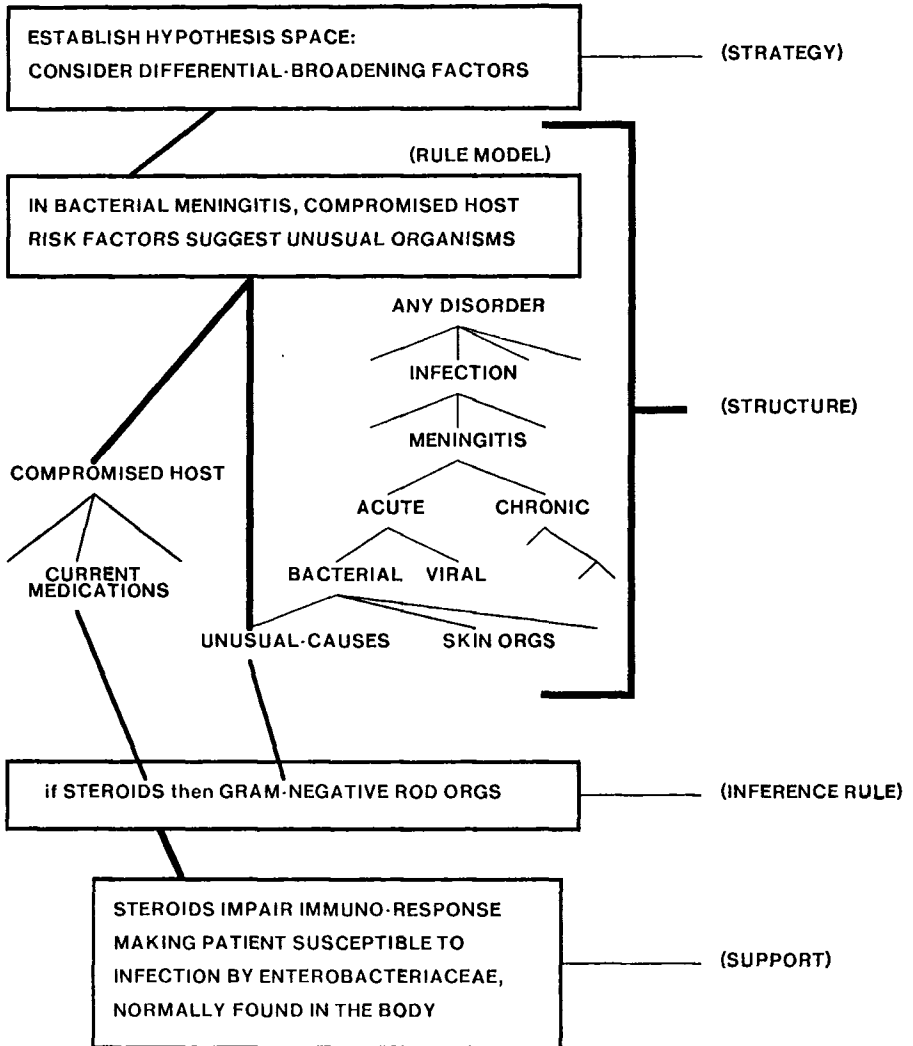 ESTABLISH HYPOTHESIS SPACE:
CONSIDER DIFFERENTIAL-BROADENING FACTORS
(STRATEGY)
(RULE MODEL)
IN BACTERIAL MENINGITIS, COMPROMISED HOST
RISK FACTORS SUGGEST UNUSUAL ORGANISMS
ANY DISORDER
INFECTION
(STRUCTURE)
MENINGITIS
COMPROMISED HOST
ACUTE CHRONIC
CURRENT
MEDICATIONS
BACTERIAL VIRAL
UNUSUAL-CAUSES SKIN ORGS
if STEROIDS then GRAM-NEGATIVE ROD ORGS
(INFERENCE RULE)
STEROIDS IMPAIR IMMUNO-RESPONSE
MAKING PATIENT SUSCEPTIBLE TO
INFECTION BY ENTEROBACTERIACEAE,
NORMALLY FOUND IN THE BODY
(SUPPORT)